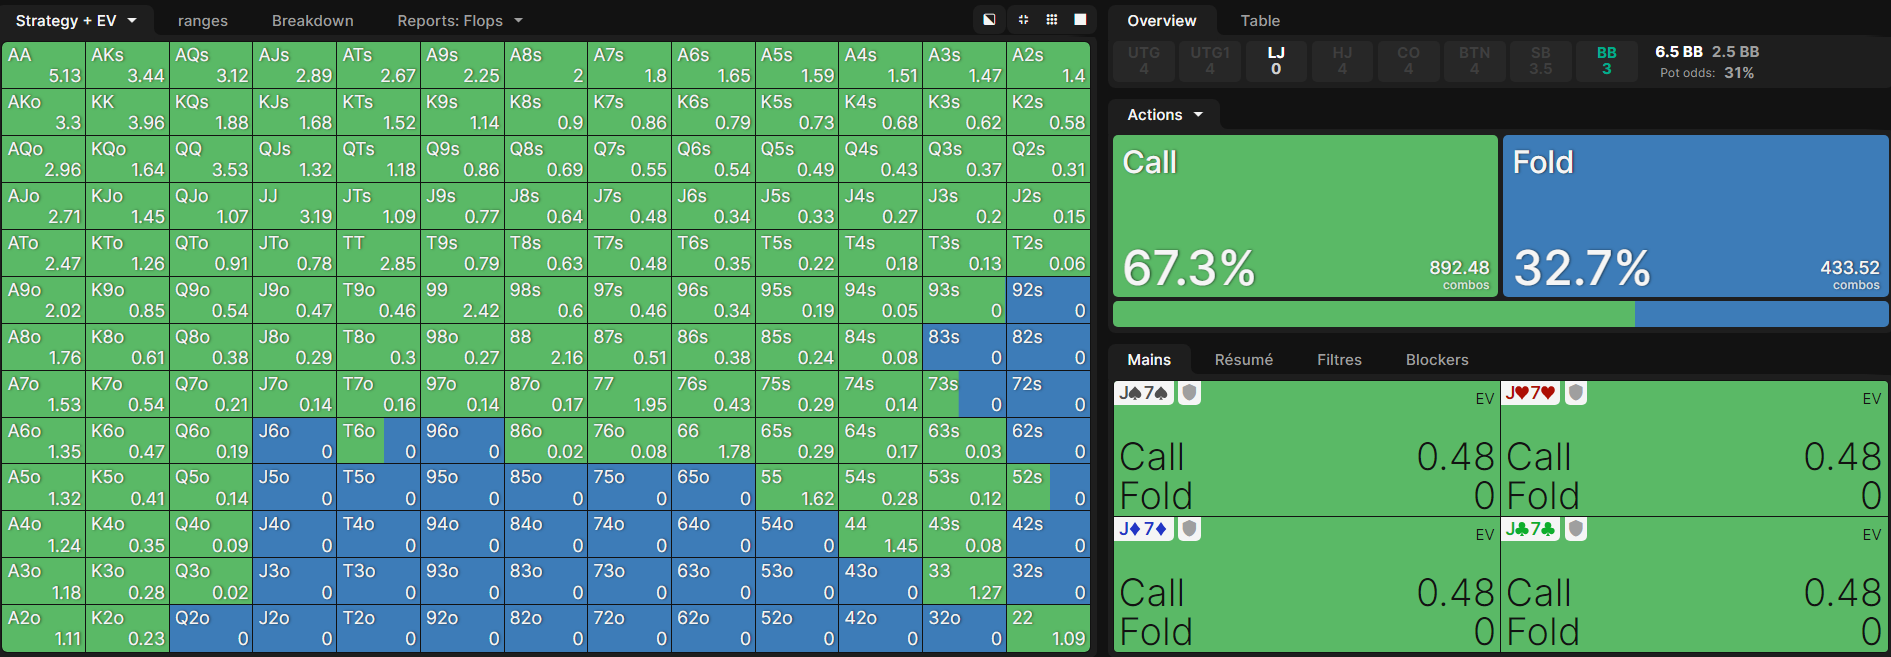 Strategy + EV ranges Breakdown Reports: Flops
AA AKs AQs AJs ATs A9s A8s A7s A6s A5s A4s A3s A2s
5.13 3.44 3.12 2.89 2.67 2.25 2 1.8 1.65 1.59 1.51 1.47 1.4
AKo KK KQs KJs KTs K9s K8s K7s K6s K5s K4s K3s K2s
3.3 3.96 1.88 1.68 1.52 1.14 0.9 0.86 0.79 0.73 0.68 0.62 0.58
AQo KQo QQ QJs QTs Q9s Q8s Q7s Q6s Q5s Q4s Q3s Q2s
2.96 1.64 3.53 1.32 1.18 0.86 0.69 0.55 0.54 0.49 0.43 0.37 0.31
AJo KJo QJo JJ JTs J9s J8s J7s J6s J5s J4s J3s J2s
2.71 1.45 1.07 3.19 1.09 0.77 0.64 0.48 0.34 0.33 0.27 0.2 0.15
ATo KTo QTo JTo TT T9s T8s T7s T6s T5s T4s T3s T2s
2.47 1.26 0.91 0.78 2.85 0.79 0.63 0.48 0.35 0.22 0.18 0.13 0.06
A9o K9o Q9o J9o T9o 99 98s 97s 96s 95s 94s 93s 92s
2.02 0.85 0.54 0.47 0.46 2.42 0.6 0.46 0.34 0.19 0.05 0 0
A8o K8o Q8o J8o T8o 98o 88 87s 86s 85s 84s 83s 82s
1.76 0.61 0.38 0.29 0.3 0.27 2.16 0.51 0.38 0.24 0.08 0 0
A7o K7o Q7o J7o T7o 97o 87o 77 76s 75s 74s 73s 72s
1.53 0.54 0.21 0.14 0.16 0.14 0.17 1.95 0.43 0.29 0.14 0 0
A6o K6o Q6o J6o T6o 96o 86o 76o 66 65s 64s 63s 62s
1.35 0.47 0.19 0 0 0 0.02 0.08 1.78 0.29 0.17 0.03 0
A5o K5o Q5o J5o T5o 95o 85o 75o 65o 55 54s 53s 52s
1.32 0.41 0.14 0 0 0 0 0 0 1.62 0.28 0.12 0
A4o K4o Q4o J4o T4o 94o 84o 74o 64o 54o 44 43s 42s
1.24 0.35 0.09 0 0 0 0 0 0 0 1.45 0.08 0
A3o K3o Q3o J3o T3o 93o 83o 73o 63o 53o 43o 33 32s
1.18 0.28 0.02 0 0 0 0 0 0 0 0 1.27 0
A2o K2o Q2o J2o T2o 92o 82o 72o 62o 52o 42o 32o 22
1.11 0.23 0 0 0 0 0 0 0 0 0 0 1.09
Overview Table
UTG UTG1 LJ HJ CO BTN SB BB 6.5 BB 2.5 BB
4 4 0 4 4 4 3.5 3 Pot odds: 31%
Actions
Call Fold
67.3% 892.48 32.7% 433.52
combos combos
Mains Résumé Filtres Blockers
J♠7♠ EV J♥7♥ EV
Call 0.48 Call 0.48
Fold 0 Fold 0
J♦7♦ EV J♣7♣ EV
Call 0.48 Call 0.48
Fold 0 Fold 0